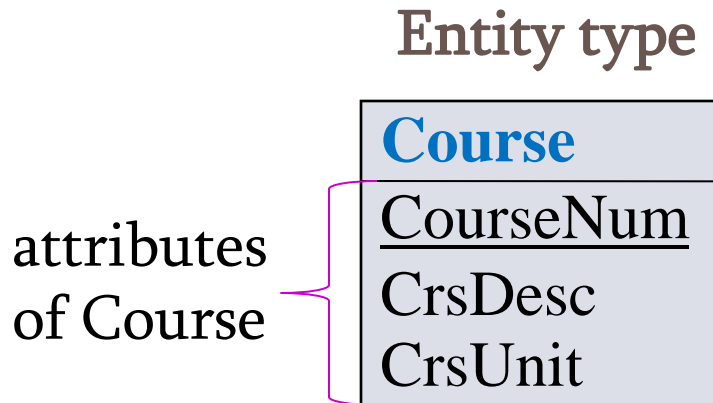 Entity type
Course
CourseNum
CrsDesc
CrsUnit
attributes
of Course